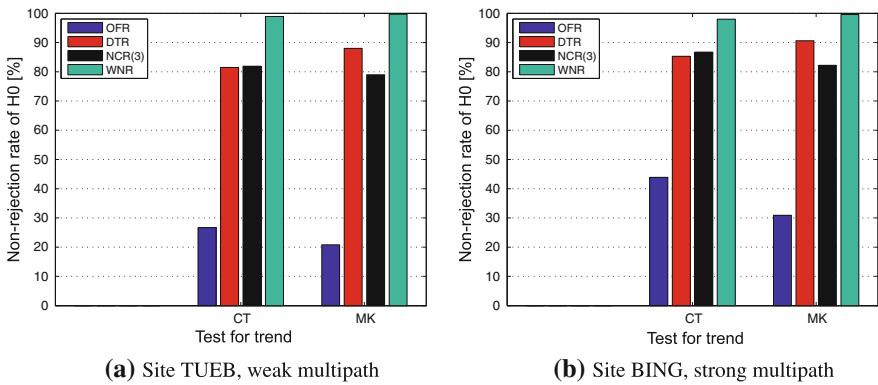 Non-rejection rate of H0 [%]
100
90
80
70
60
50
40
30
20
10
0
OFR
DTR
NCR(3)
WNR
CT
MK
Test for trend
(a) Site TUEB, weak multipath
Non-rejection rate of H0 [%]
100
90
80
70
60
50
40
30
20
10
0
OFR
DTR
NCR(3)
WNR
CT
MK
Test for trend
(b) Site BING, strong multipath